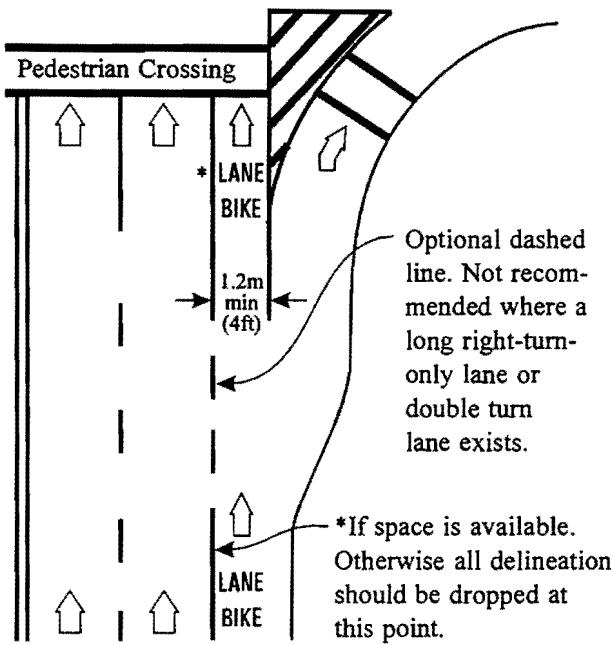 Pedestrian Crossing
* LANE
BIKE
1.2m
min
(4ft)
Optional dashed
line. Not recom-
mended where a
long right-turn-
only lane or
double turn
lane exists.
*If space is available.
Otherwise all delineation
should be dropped at
this point.
LANE
BIKE